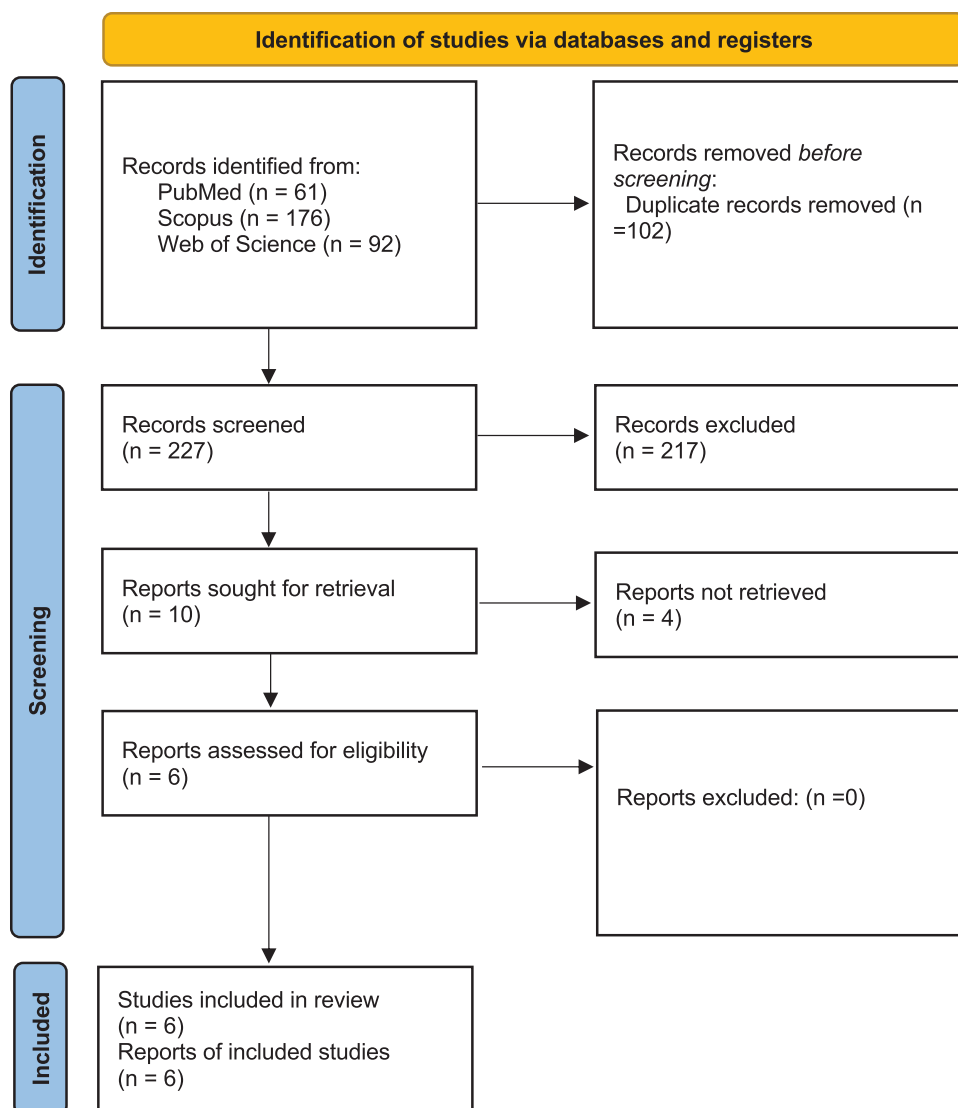 Identification of studies via databases and registers
Identification
Records identified from:
PubMed (n = 61)
Scopus (n = 176)
Web of Science (n = 92)
Records removed before
screening:
Duplicate records removed (n
=102)
Screening
Records screened
(n = 227)
Records excluded
(n = 217)
Reports sought for retrieval
(n = 10)
Reports not retrieved
(n = 4)
Reports assessed for eligibility
(n = 6)
Reports excluded: (n =0)
Included
Studies included in review
(n = 6)
Reports of included studies
(n = 6)